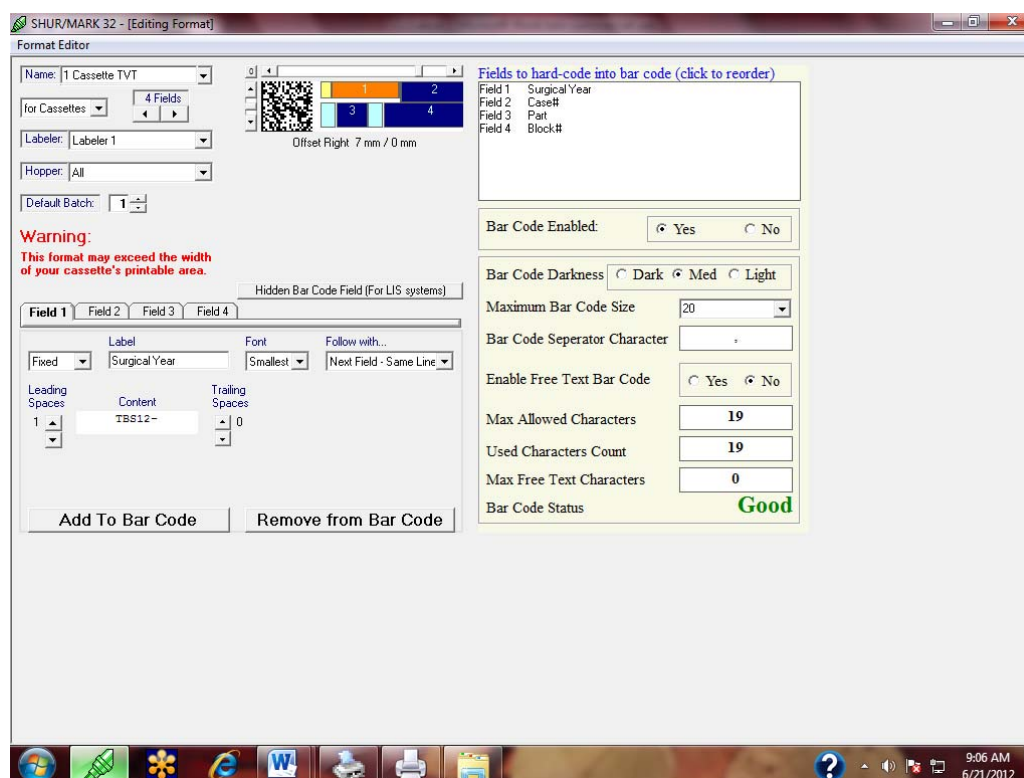 SHUR/MARK 32 - [Editing Format]
Format Editor
Name: 1 Cassette TVT
for Cassettes
4 Fields
Labeler: Labeler 1
Hopper: All
Default Batch: 1
Warning:
This format may exceed the width
of your cassette's printable area.
0
1 2
3 4
Offset Right 7 mm / 0 mm
Hidden Bar Code Field (For LIS systems)
Field 1 Field 2 Field 3 Field 4
Label Font Follow with...
Fixed Surgical Year Smallest Next Field - Same Line
Leading Spaces Content Trailing Spaces
1 TBS12- 0
Add To Bar Code Remove from Bar Code
Fields to hard-code into bar code (click to reorder)
Field 1 Surgical Year
Field 2 Case#
Field 3 Part
Field 4 Block#
Bar Code Enabled: Yes No
Bar Code Darkness Dark Med Light
Maximum Bar Code Size 20
Bar Code Seperator Character ,
Enable Free Text Bar Code Yes No
Max Allowed Characters 19
Used Characters Count 19
Max Free Text Characters 0
Bar Code Status Good
9:06 AM
6/21/2012